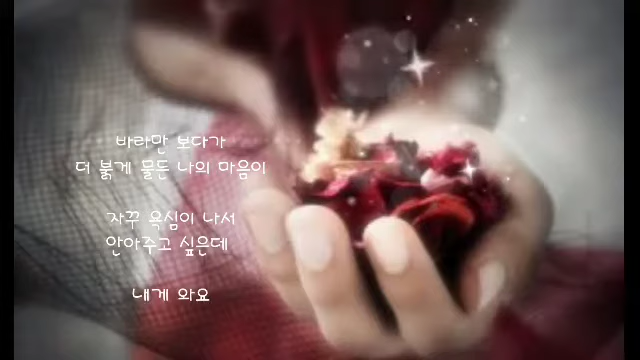 바라만 보다가
더 붉게 물든 나의 마음이
자꾸 욕심이 나서
안아주고 싶은데
내게 와요